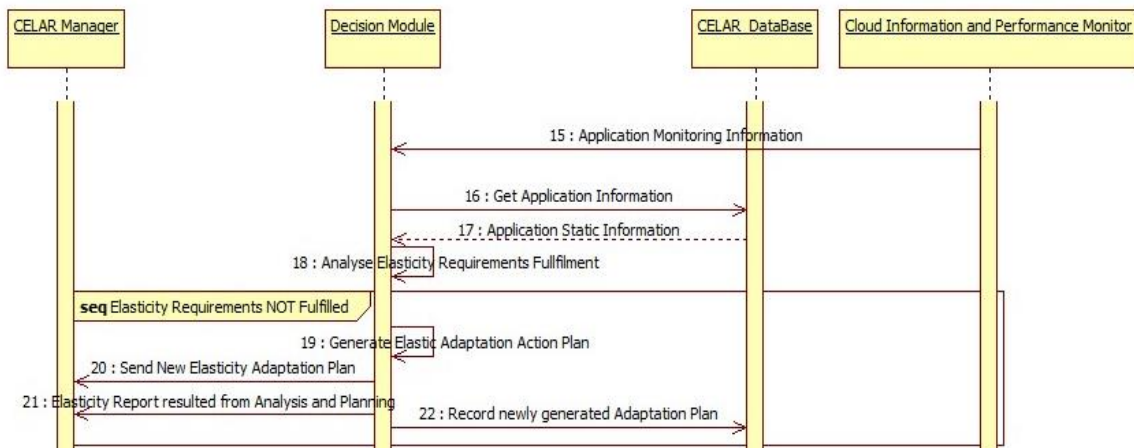 CELAR Manager
Decision Module
CELAR DataBase
Cloud Information and Performance Monitor
15 : Application Monitoring Information
16 : Get Application Information
17 : Application Static Information
18 : Analyse Elasticity Requirements Fullfilment
seq Elasticity Requirements NOT Fulfilled
19 : Generate Elastic Adaptation Action Plan
20 : Send New Elasticity Adaptation Plan
21 : Elasticity Report resulted from Analysis and Planning
22 : Record newly generated Adaptation Plan